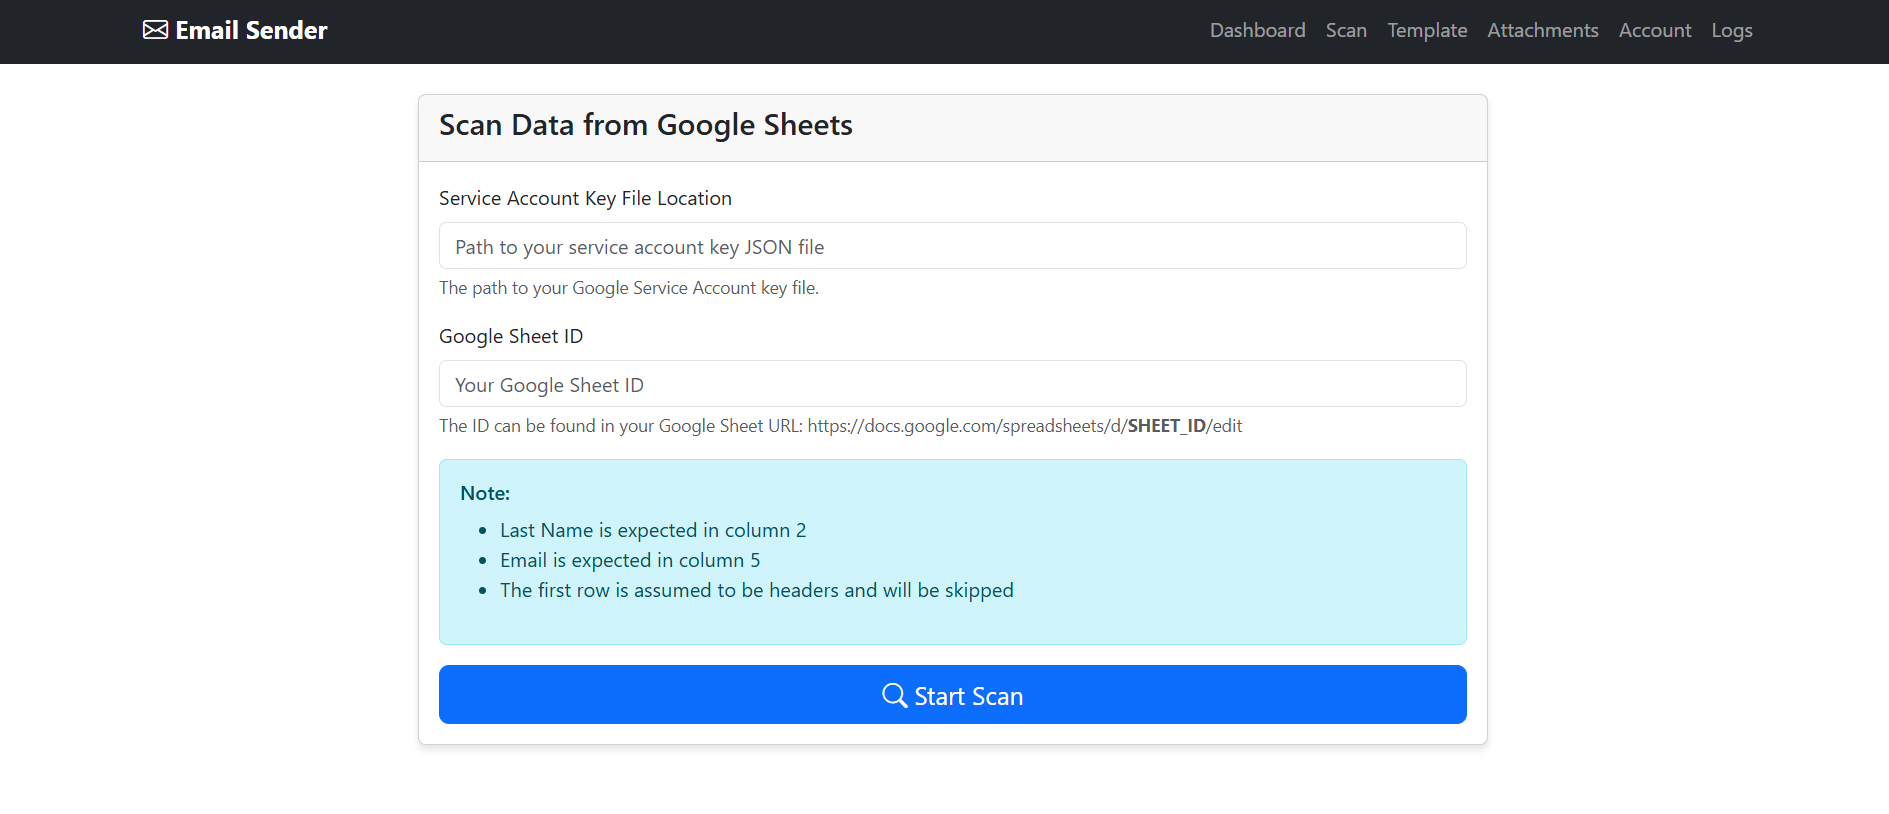 Email Sender
Dashboard Scan Template Attachments Account Logs
Scan Data from Google Sheets
Service Account Key File Location
Path to your service account key JSON file
The path to your Google Service Account key file.
Google Sheet ID
Your Google Sheet ID
The ID can be found in your Google Sheet URL: https://docs.google.com/spreadsheets/d/SHEET_ID/edit
Note:
Last Name is expected in column 2
Email is expected in column 5
The first row is assumed to be headers and will be skipped
Start Scan